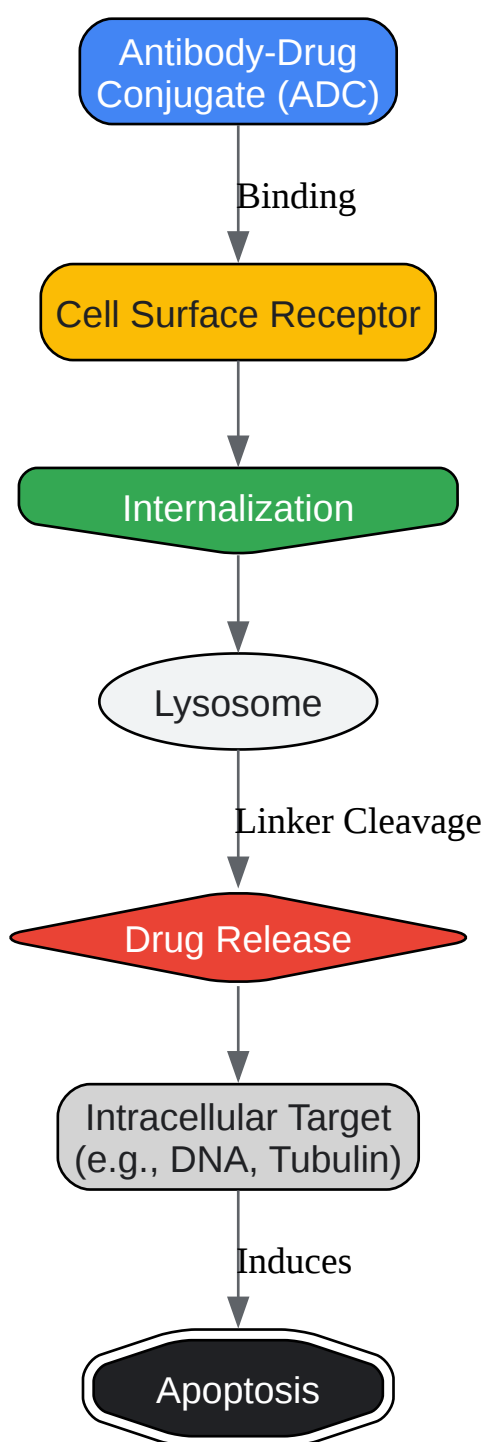 Antibody-Drug
Conjugate (ADC)
Binding
Cell Surface Receptor
Internalization
Lysosome
Linker Cleavage
Drug Release
Intracellular Target
(e.g., DNA, Tubulin)
Induces
Apoptosis